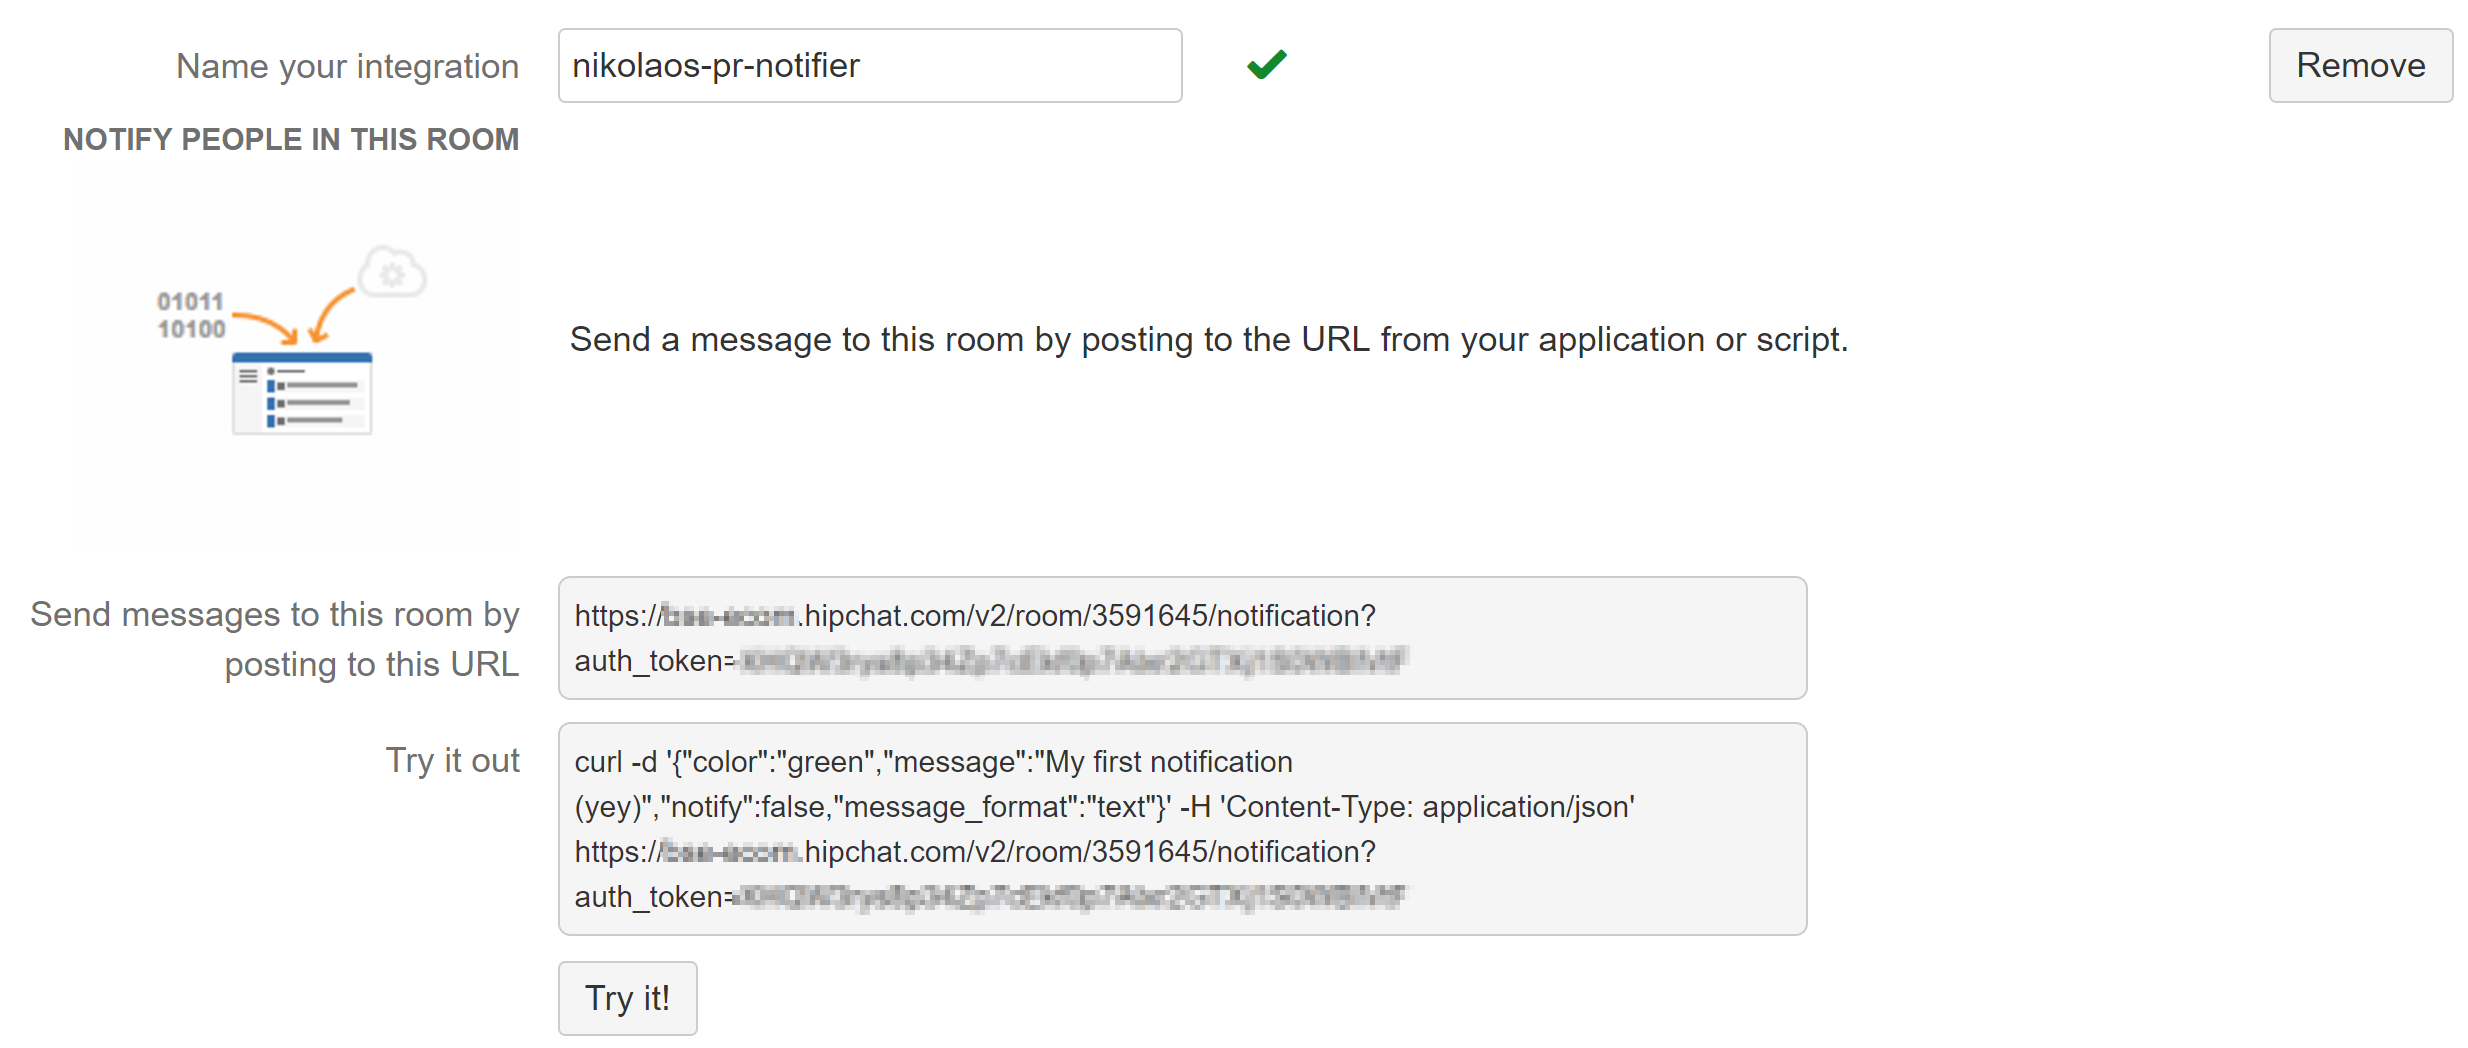 Name your integration
nikolaos-pr-notifier
Remove
NOTIFY PEOPLE IN THIS ROOM
01011
10100
Send a message to this room by posting to the URL from your application or script.
Send messages to this room by
posting to this URL
https://.hipchat.com/v2/room/3591645/notification?
auth_token=
Try it out
curl -d '{"color":"green","message":"My first notification
(yey)","notify":false,"message_format":"text"}' -H 'Content-Type: application/json'
https://.hipchat.com/v2/room/3591645/notification?
auth_token=
Try it!